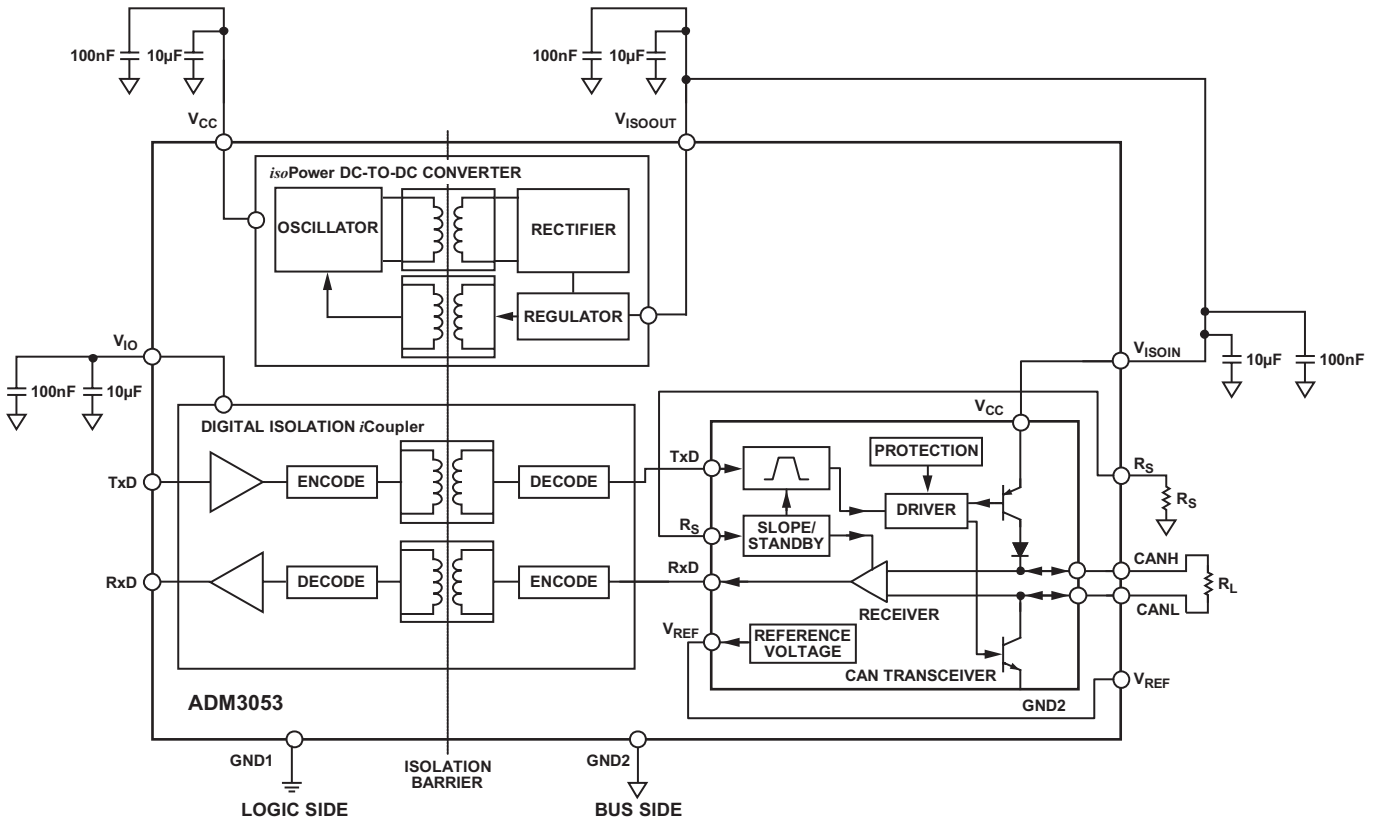 100nF
10µF
100nF
10µF
VCC
VISOOUT
isoPower DC-TO-DC CONVERTER
OSCILLATOR
RECTIFIER
REGULATOR
VIO
100nF
10µF
VISOIN
10µF
100nF
DIGITAL ISOLATION iCoupler
TxD
ENCODE
DECODE
RxD
DECODE
ENCODE
VCC
TxD
PROTECTION
DRIVER
RS
SLOPE/
STANDBY
RxD
RECEIVER
VREF
REFERENCE
VOLTAGE
CAN TRANSCEIVER
GND2
RS
RS
CANH
RL
CANL
VREF
ADM3053
GND1
ISOLATION
BARRIER
GND2
LOGIC SIDE
BUS SIDE